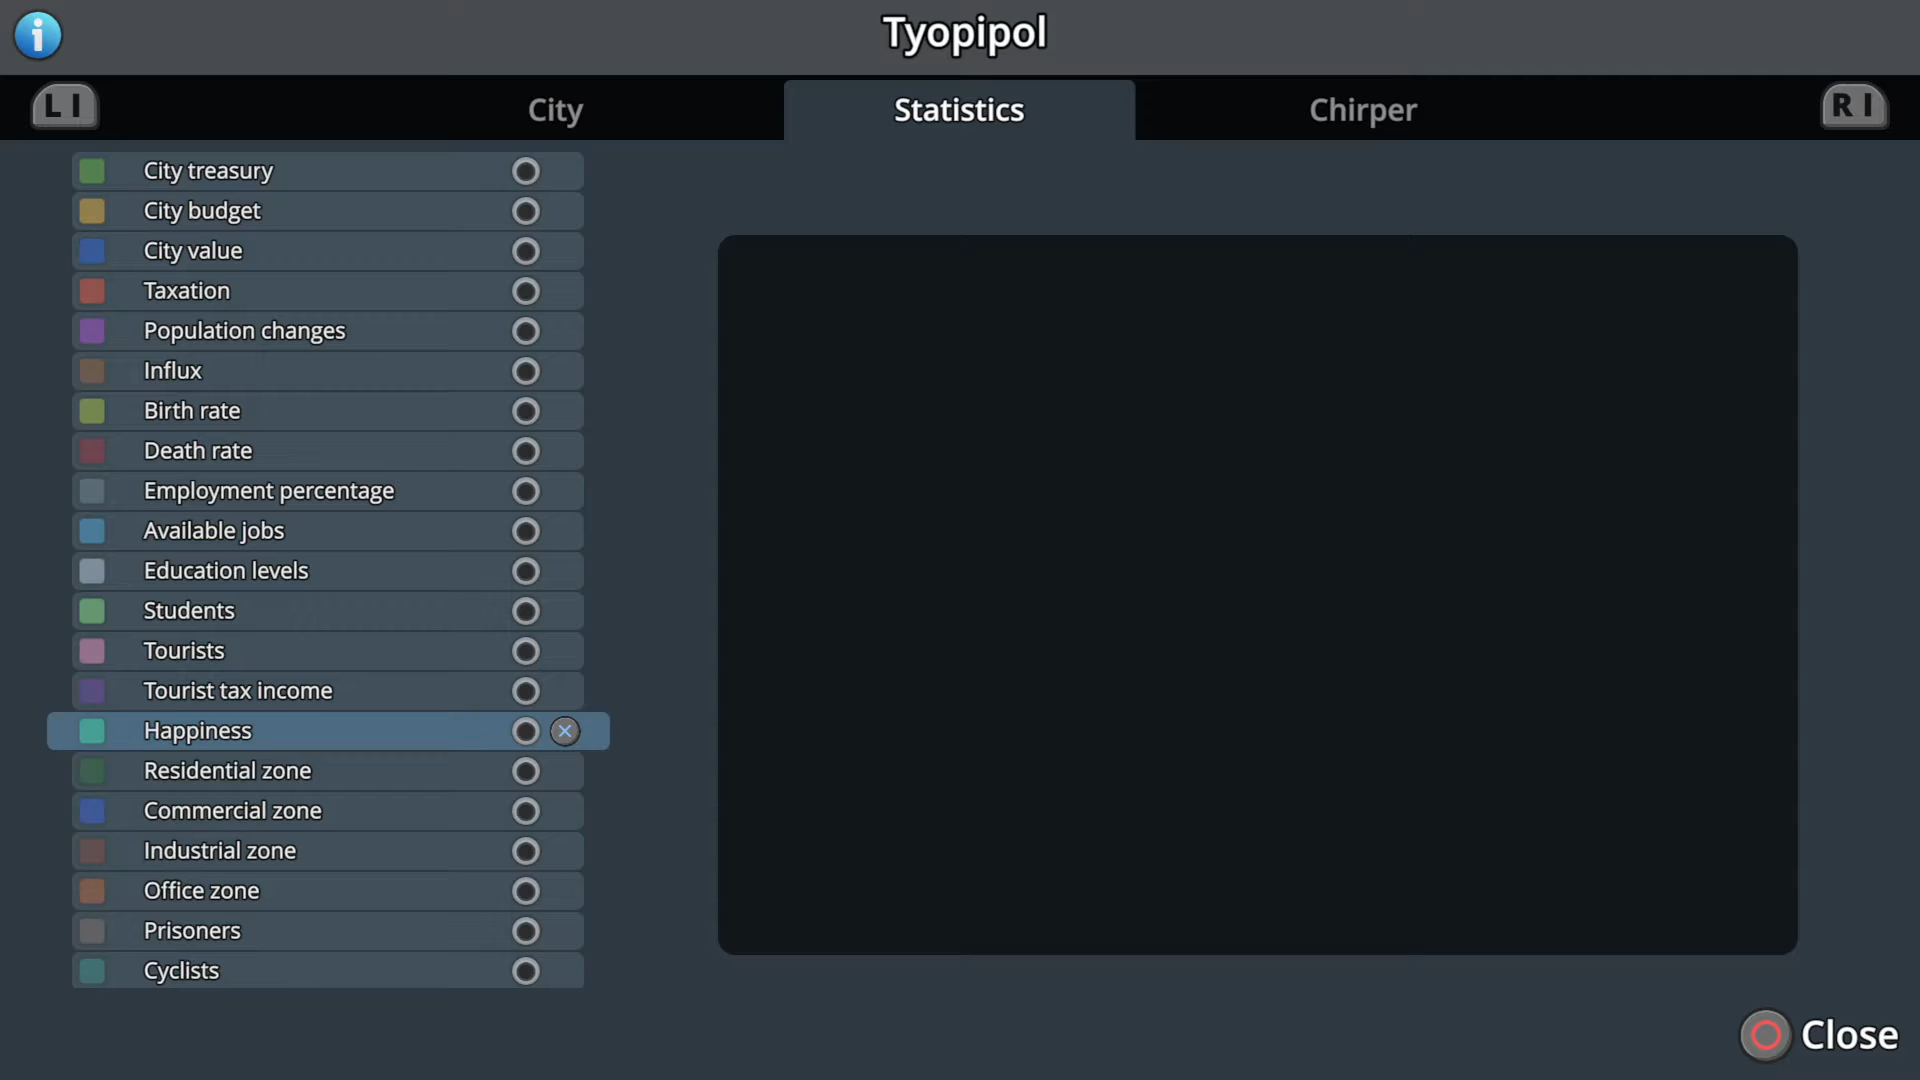 Tyopipol
L1
City
Statistics
Chirper
R1
City treasury
City budget
City value
Taxation
Population changes
Influx
Birth rate
Death rate
Employment percentage
Available jobs
Education levels
Students
Tourists
Tourist tax income
Happiness
Residential zone
Commercial zone
Industrial zone
Office zone
Prisoners
Cyclists
Close